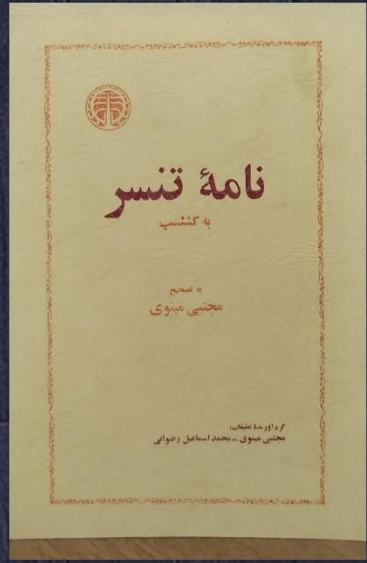 نامهٔ تنسر
به گشنسپ
به تصحیح
مجتبی مینوی
گردآورندهٔ تعلیقات:
مجتبی مینوی ـ محمد اسماعیل رضوانی